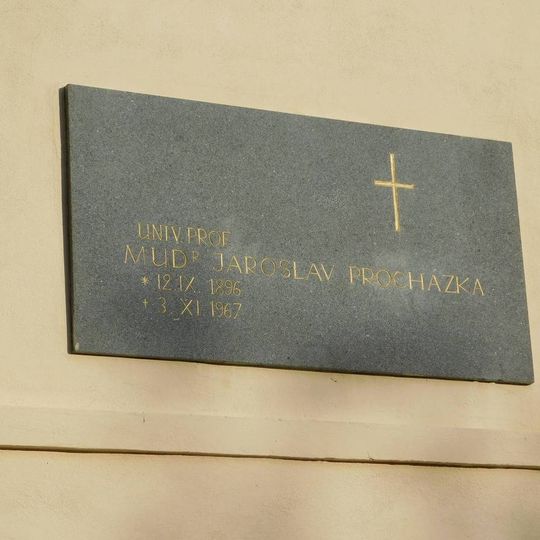 UNIV. PROF.
MUDR JAROSLAV PROCHÁZKA
* 12. IX. 1896
+ 3. XI. 1967